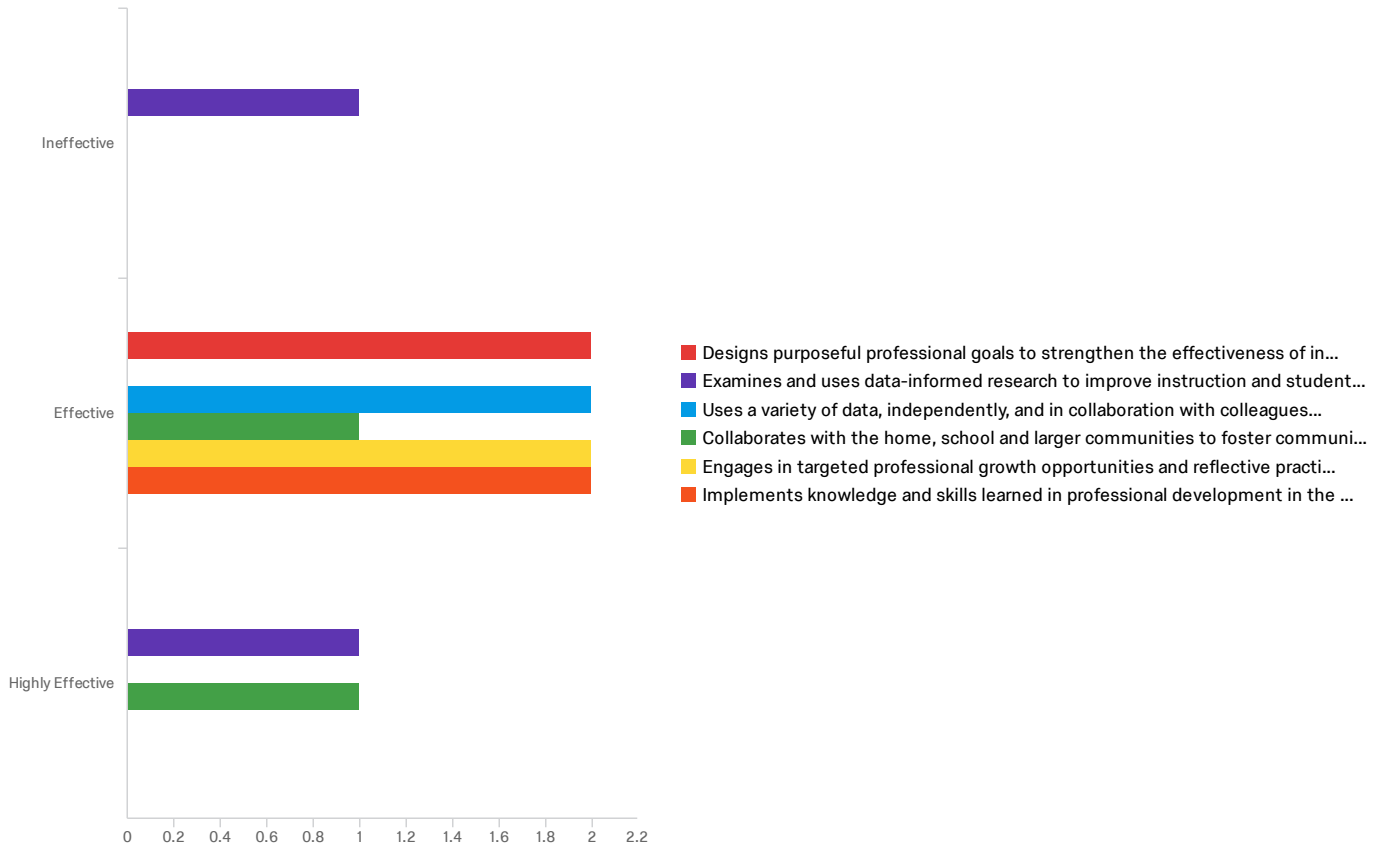 Ineffective
Effective
Highly Effective
0 0.2 0.4 0.6 0.8 1 1.2 1.4 1.6 1.8 2 2.2
Designs purposeful professional goals to strengthen the effectiveness of in...
Examines and uses data-informed research to improve instruction and student...
Uses a variety of data, independently, and in collaboration with colleagues...
Collaborates with the home, school and larger communities to foster communi...
Engages in targeted professional growth opportunities and reflective practi...
Implements knowledge and skills learned in professional development in the ...